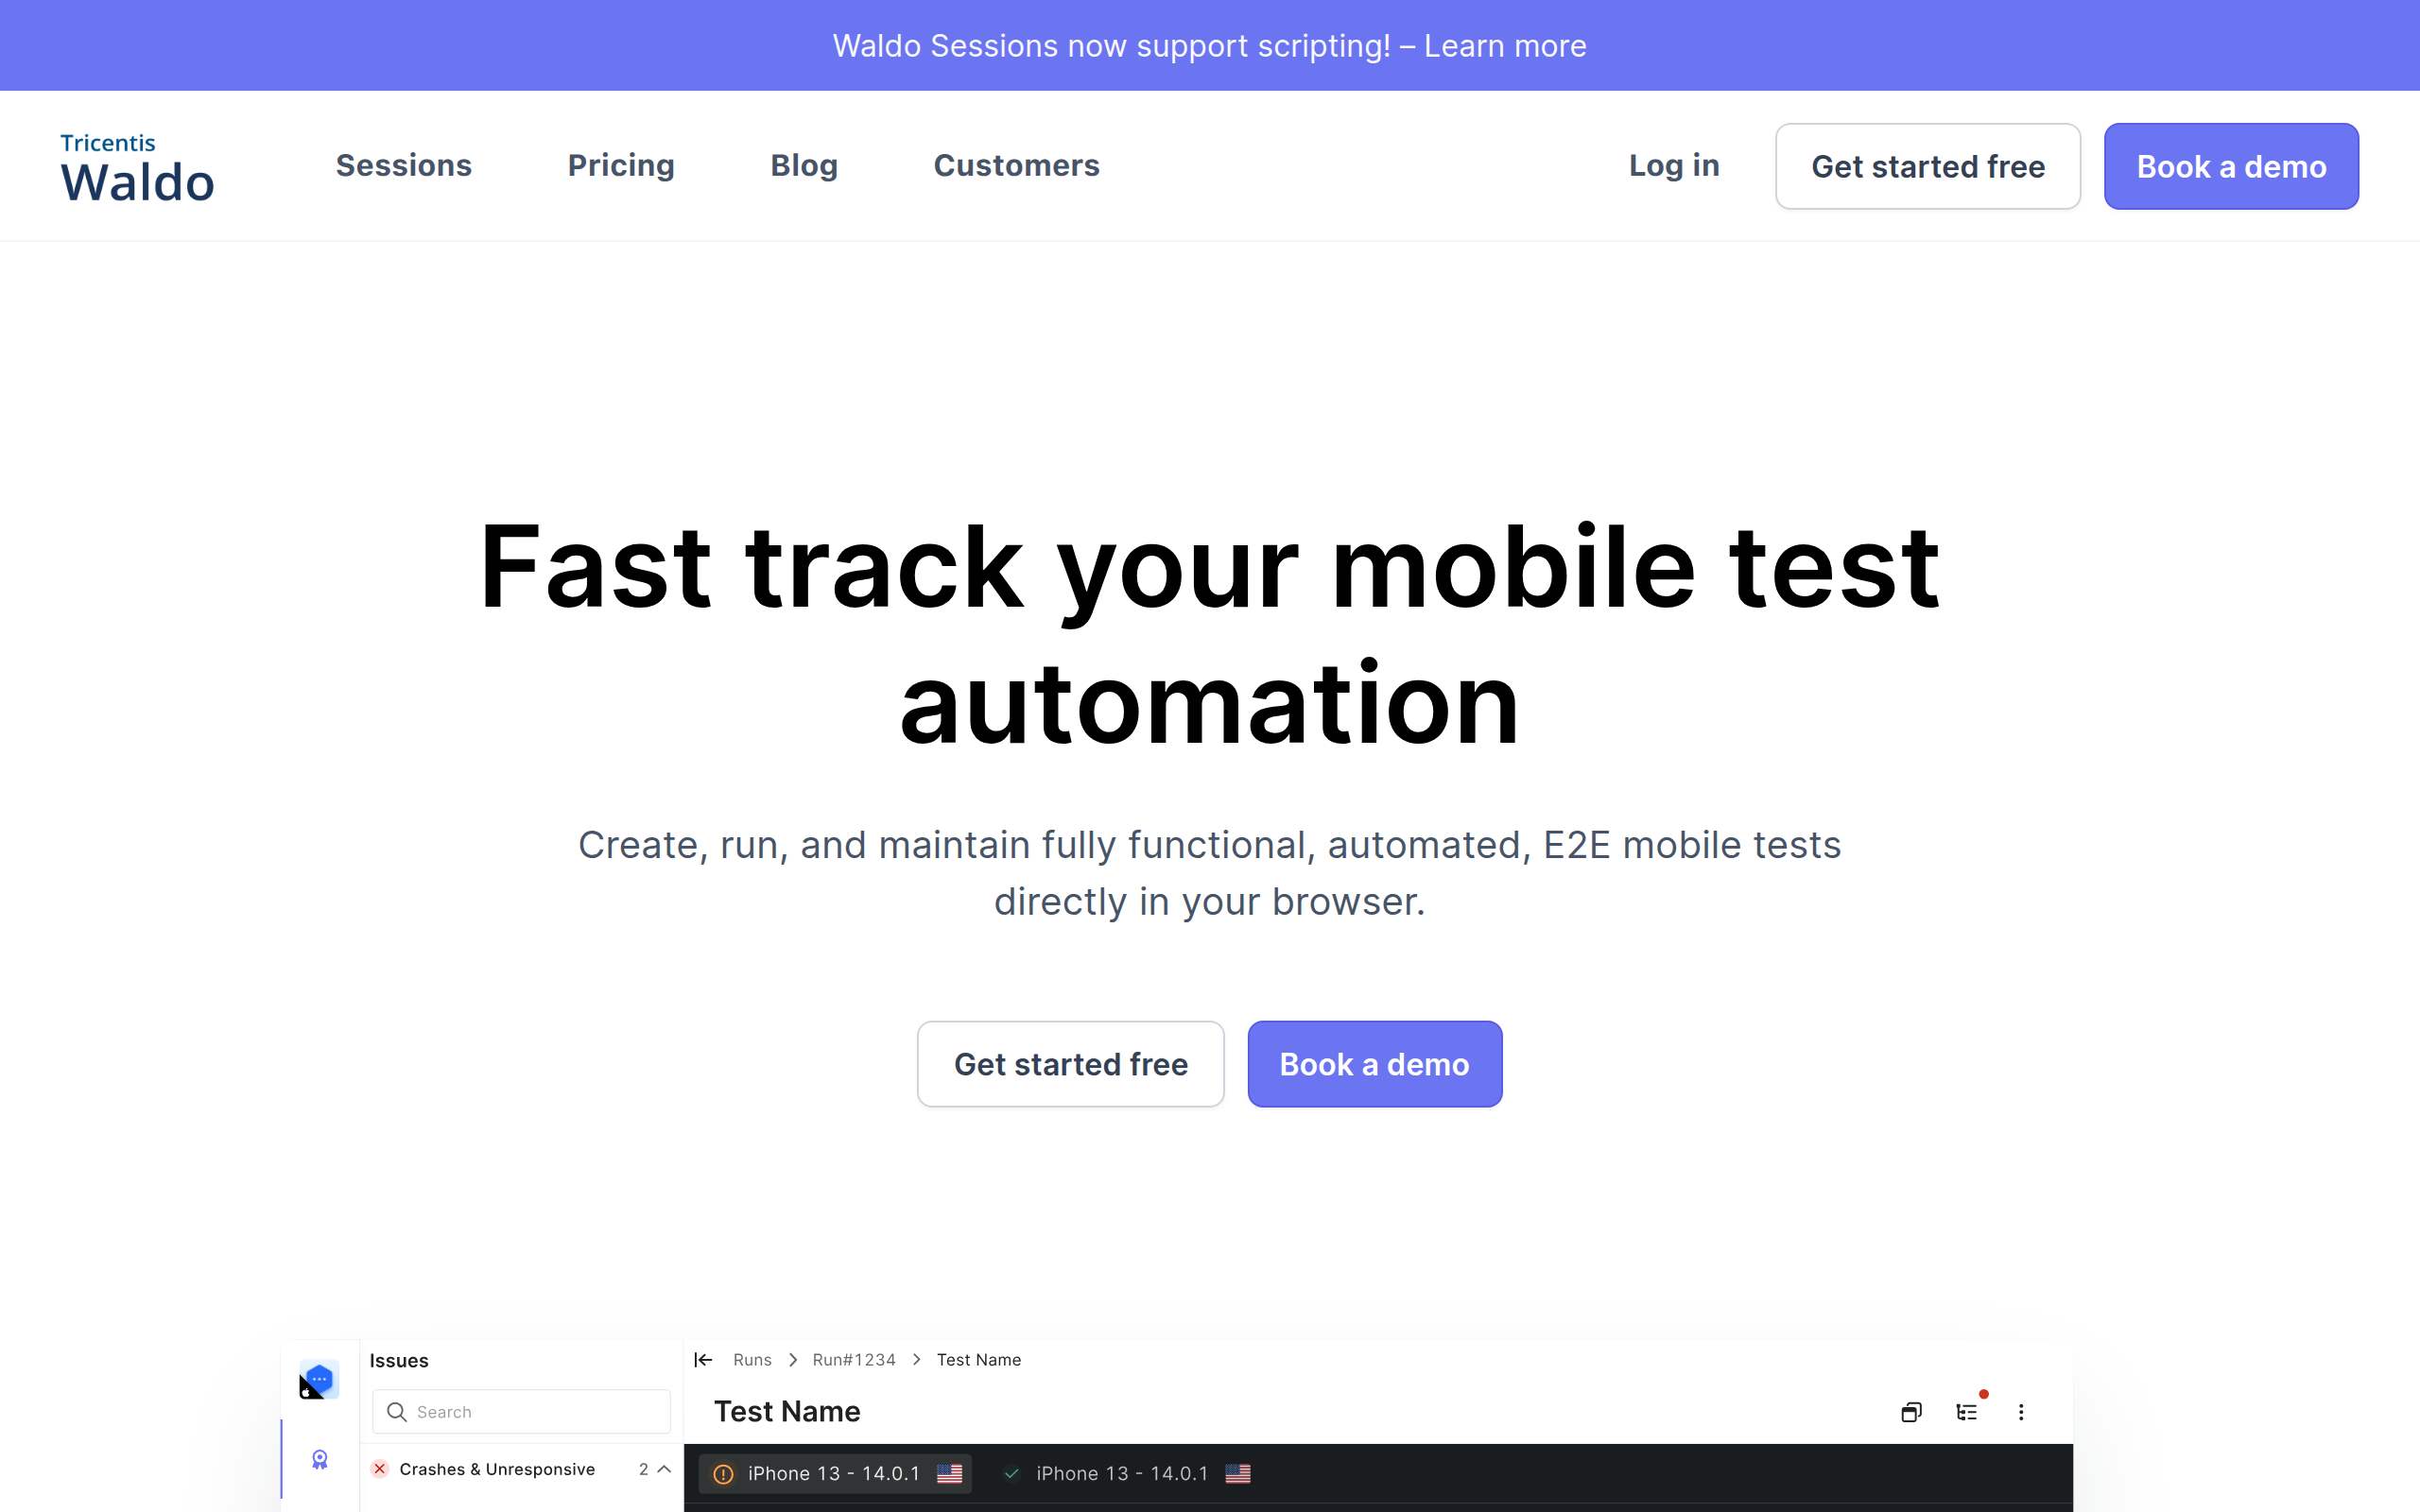 Waldo Sessions now support scripting! – Learn more
Tricentis
Waldo
Sessions
Pricing
Blog
Customers
Log in
Get started free
Book a demo
Fast track your mobile test
automation
Create, run, and maintain fully functional, automated, E2E mobile tests
directly in your browser.
Get started free
Book a demo
Issues
Search
Crashes & Unresponsive 2
Runs > Run#1234 > Test Name
Test Name
iPhone 13 - 14.0.1
iPhone 13 - 14.0.1